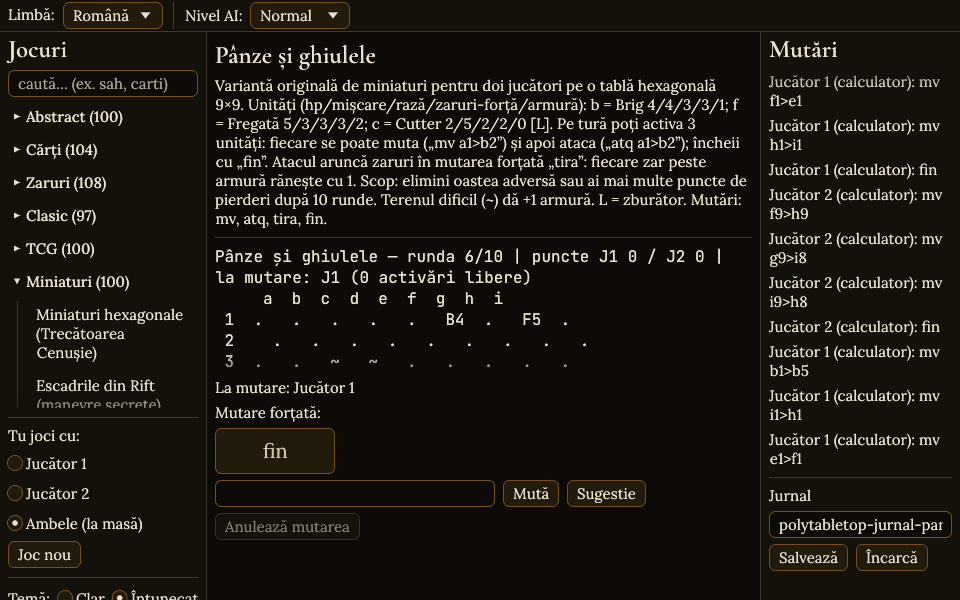 Limbă: Română ▼ Nivel AI: Normal ▼
Jocuri
caută... (ex. sah, carti)
▸ Abstract (100)
▸ Cărți (104)
▸ Zaruri (108)
▸ Clasic (97)
▸ TCG (100)
▾ Miniaturi (100)
Miniaturi hexagonale
(Trecătoarea
Cenușie)
Escadrile din Rift
(manevre secrete)
Tu joci cu:
Jucător 1
Jucător 2
Ambele (la masă)
Joc nou
Temă: Clar Întunecat
Pânze și ghiulele
Variantă originală de miniaturi pentru doi jucători pe o tablă hexagonală
9×9. Unități (hp/mișcare/rază/zaruri-forță/armură): b = Brig 4/4/3/3/1; f
= Fregată 5/3/3/3/2; c = Cutter 2/5/2/2/0 [L]. Pe tură poți activa 3
unități: fiecare se poate muta („mv a1>b2”) și apoi ataca („atq a1>b2”); încheii
cu „fin”. Atacul aruncă zaruri în mutarea forțată „tira”: fiecare zar peste
armură rănește cu 1. Scop: elimini oastea adversă sau ai mai multe puncte de
pierderi după 10 runde. Terenul dificil (~) dă +1 armură. L = zburător. Mutări:
mv, atq, tira, fin.
Pânze și ghiulele — runda 6/10 | puncte J1 0 / J2 0 |
la mutare: J1 (0 activări libere)
a b c d e f g h i
1 . . . . . B4 . F5 .
2 . . . . . . . . .
3 . . ~ ~ . . . . .
La mutare: Jucător 1
Mutare forțată:
fin
Mută Sugestie
Anulează mutarea
Mutări
Jucător 1 (calculator): mv
f1>e1
Jucător 1 (calculator): mv
h1>i1
Jucător 1 (calculator): fin
Jucător 2 (calculator): mv
f9>h9
Jucător 2 (calculator): mv
g9>i8
Jucător 2 (calculator): mv
i9>h8
Jucător 2 (calculator): fin
Jucător 1 (calculator): mv
b1>b5
Jucător 1 (calculator): mv
i1>h1
Jucător 1 (calculator): mv
e1>f1
Jurnal
polytabletop-jurnal-par
Salvează Încarcă